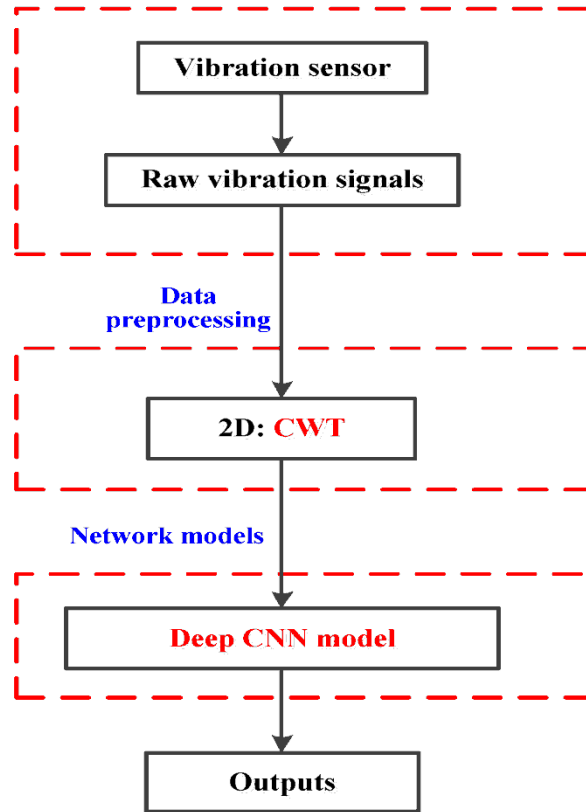 Vibration sensor
Raw vibration signals
Data
preprocessing
2D: CWT
Network models
Deep CNN model
Outputs